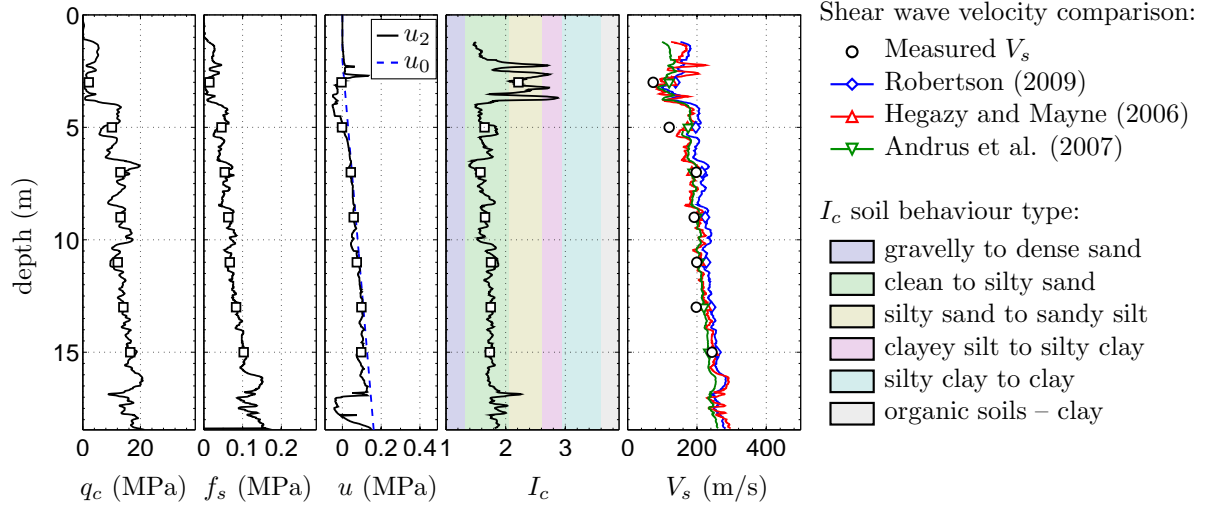 0
5
10
15
depth (m)
0 20
q_c (MPa)
0 0.1 0.2
f_s (MPa)
u_2
u_0
0 0.2 0.4
u (MPa)
1 2 3
I_c
0 200 400
V_s (m/s)
Shear wave velocity comparison:
Measured V_s
Robertson (2009)
Hegazy and Mayne (2006)
Andrus et al. (2007)
I_c soil behaviour type:
gravelly to dense sand
clean to silty sand
silty sand to sandy silt
clayey silt to silty clay
silty clay to clay
organic soils – clay